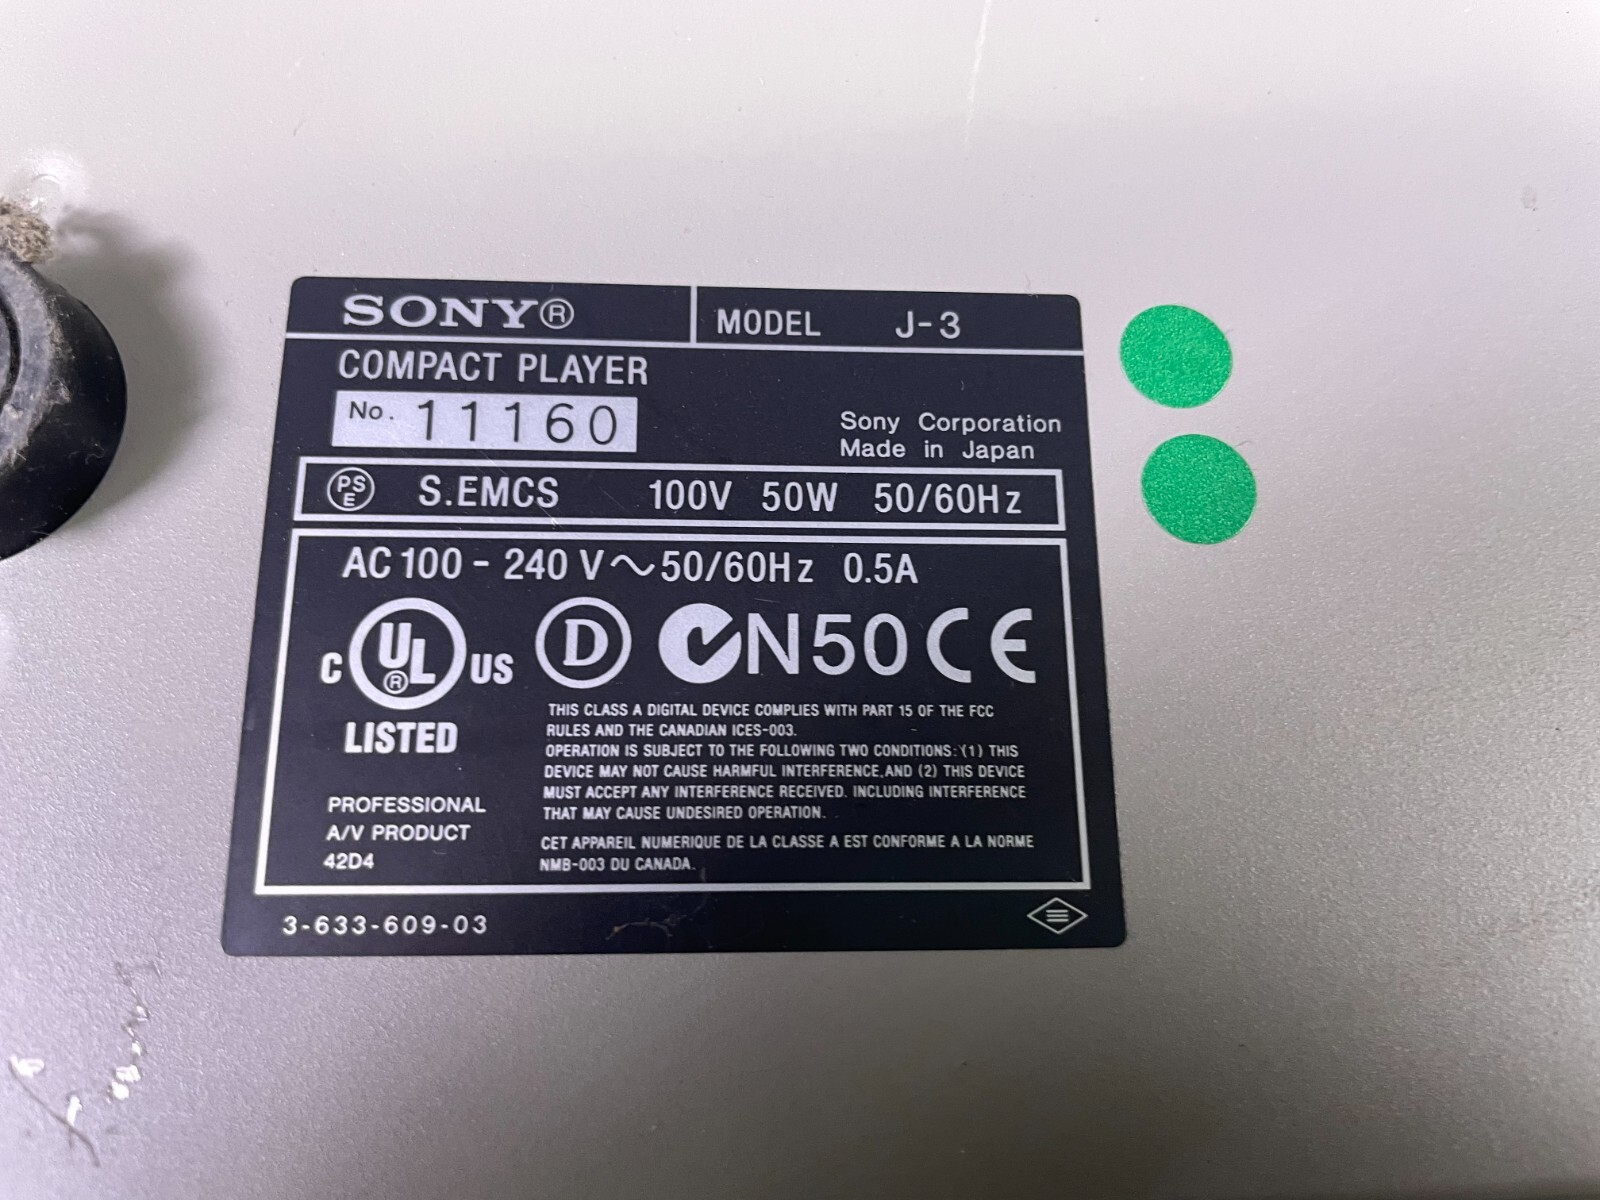 SONY®
MODEL J-3
COMPACT PLAYER
No. 11160
Sony Corporation
Made in Japan
PS
E
S.EMCS 100V 50W 50/60Hz
AC 100 - 240 V~50/60Hz 0.5A
C UL® US
LISTED
D
N50 CE
THIS CLASS A DIGITAL DEVICE COMPLIES WITH PART 15 OF THE FCC
RULES AND THE CANADIAN ICES-003.
OPERATION IS SUBJECT TO THE FOLLOWING TWO CONDITIONS: (1) THIS
DEVICE MAY NOT CAUSE HARMFUL INTERFERENCE,AND (2) THIS DEVICE
MUST ACCEPT ANY INTERFERENCE RECEIVED. INCLUDING INTERFERENCE
THAT MAY CAUSE UNDESIRED OPERATION.
CET APPAREIL NUMERIQUE DE LA CLASSE A EST CONFORME A LA NORME
NMB-003 DU CANADA.
PROFESSIONAL
A/V PRODUCT
42D4
3-633-609-03